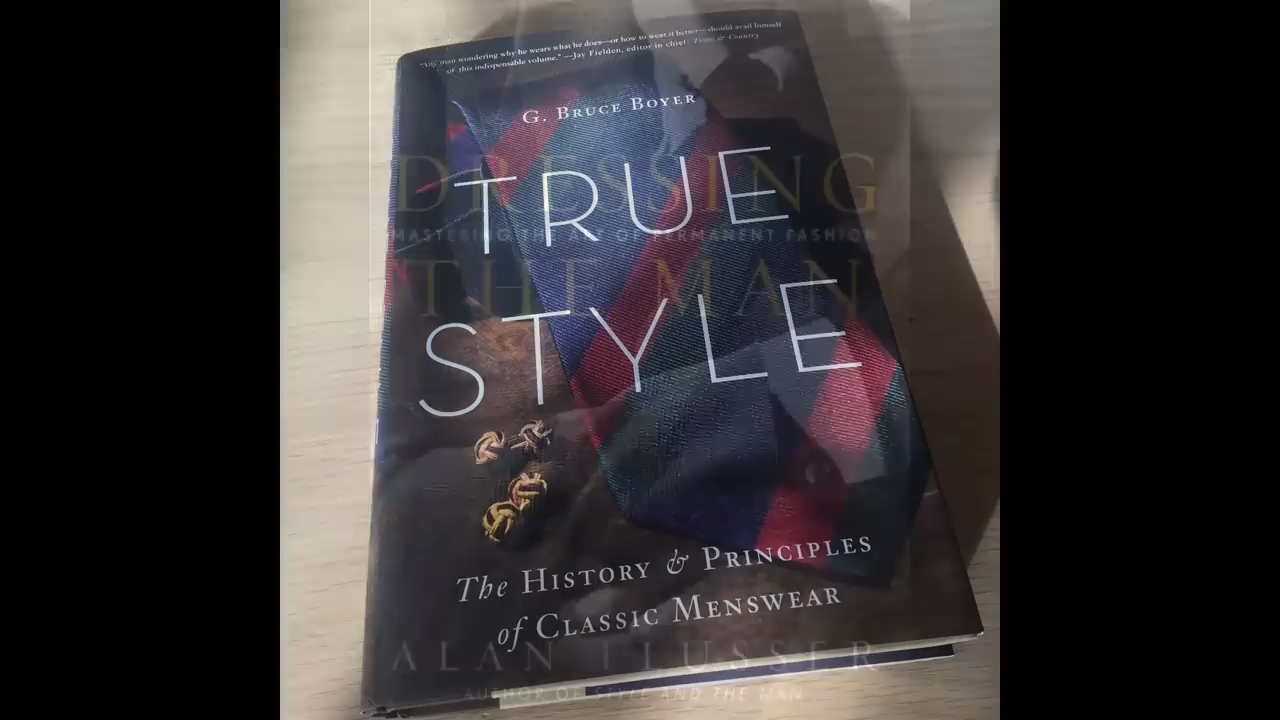 "Any man wondering why he wears what he does—or how to wear it better—should avail himself
of this indispensable volume." —Jay Fielden, editor in chief, Town & Country
G. BRUCE BOYER
TRUE
STYLE
The HISTORY & PRINCIPLES
of CLASSIC MENSWEAR
DRESSING
MASTERING THE ART OF PERMANENT FASHION
THE MAN
ALAN FLUSSER
AUTHOR OF STYLE AND THE MAN